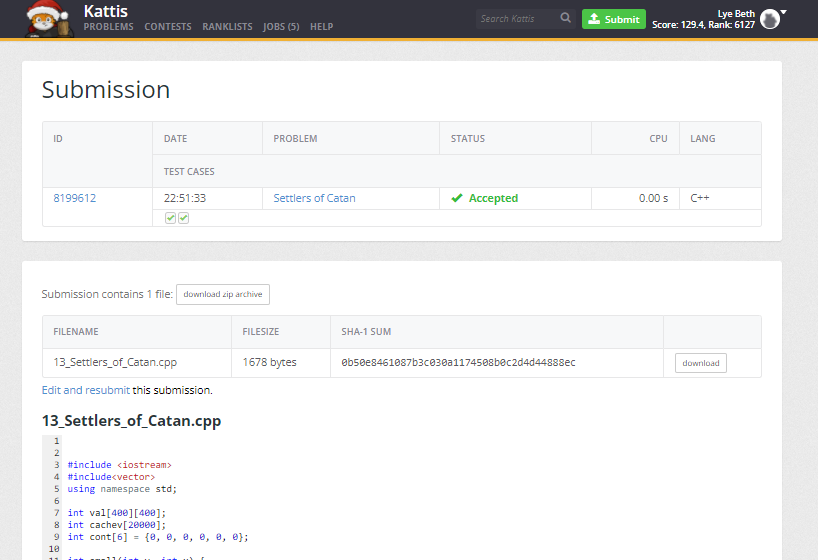 Kattis
PROBLEMS CONTESTS RANKLISTS JOBS (5) HELP
Search Kattis
Submit
Lye Beth
Score: 129.4, Rank: 6127
Submission
ID DATE PROBLEM STATUS CPU LANG
TEST CASES
8199612 22:51:33 Settlers of Catan Accepted 0.00 s C++
Submission contains 1 file: download zip archive
FILENAME FILESIZE SHA-1 SUM
13_Settlers_of_Catan.cpp 1678 bytes 0b50e8461087b3c030a1174508b0c2d4d44888ec download
Edit and resubmit this submission.
13_Settlers_of_Catan.cpp
1
2
3 #include <iostream>
4 #include<vector>
5 using namespace std;
6
7 int val[400][400];
8 int cachev[20000];
9 int cont[6] = {0, 0, 0, 0, 0, 0};
10